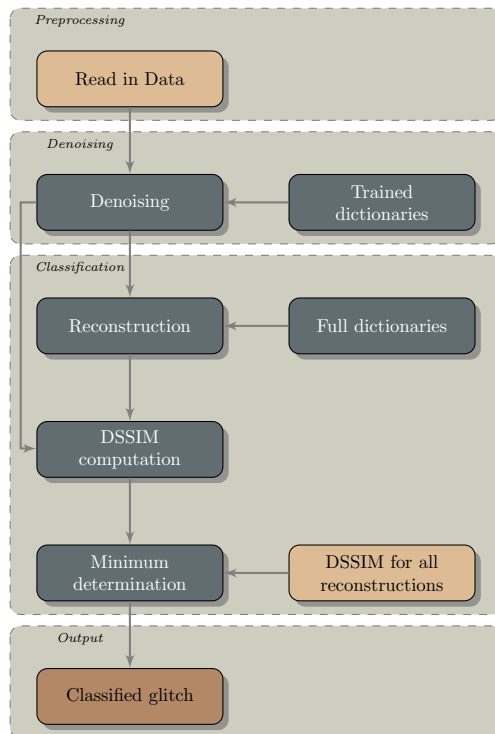 Preprocessing
Read in Data
Denoising
Denoising
Trained
dictionaries
Classification
Reconstruction
Full dictionaries
DSSIM
computation
Minimum
determination
DSSIM for all
reconstructions
Output
Classified glitch